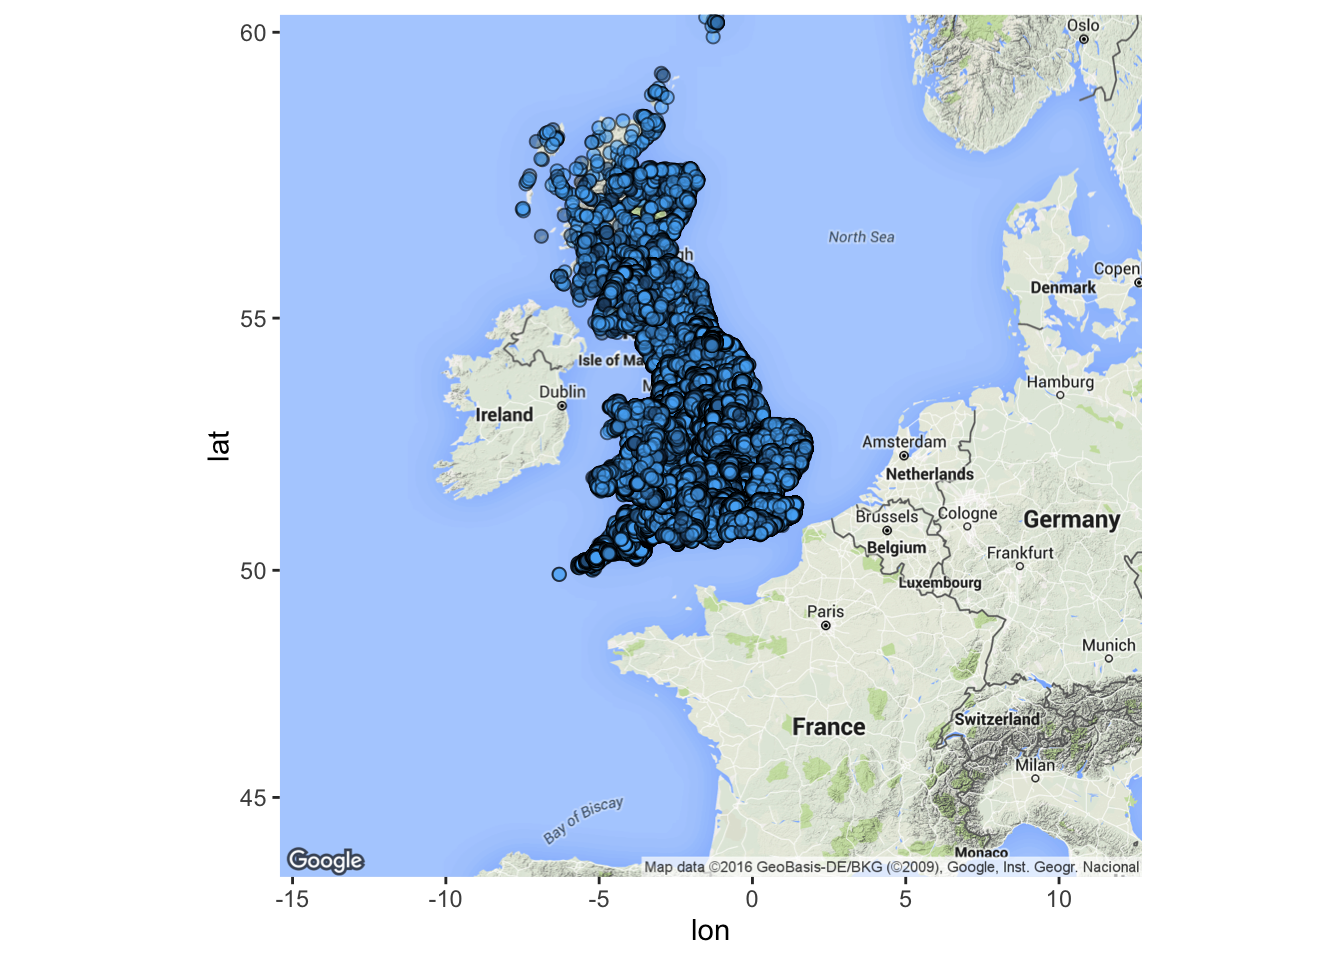 60
Oslo
gh
North Sea
Copen
Denmark
55
Isle of Ma
Hamburg
M
Dublin
Ireland
Amsterdam
Netherlands
Brussels
Cologne
Germany
Belgium
Frankfurt
50
Luxembourg
Paris
Munich
Switzerland
France
Milan
45
Bay of Biscay
Monaco
Google
Map data ©2016 GeoBasis-DE/BKG (©2009), Google, Inst. Geogr. Nacional
-15
-10
-5
0
5
10
lon
lat